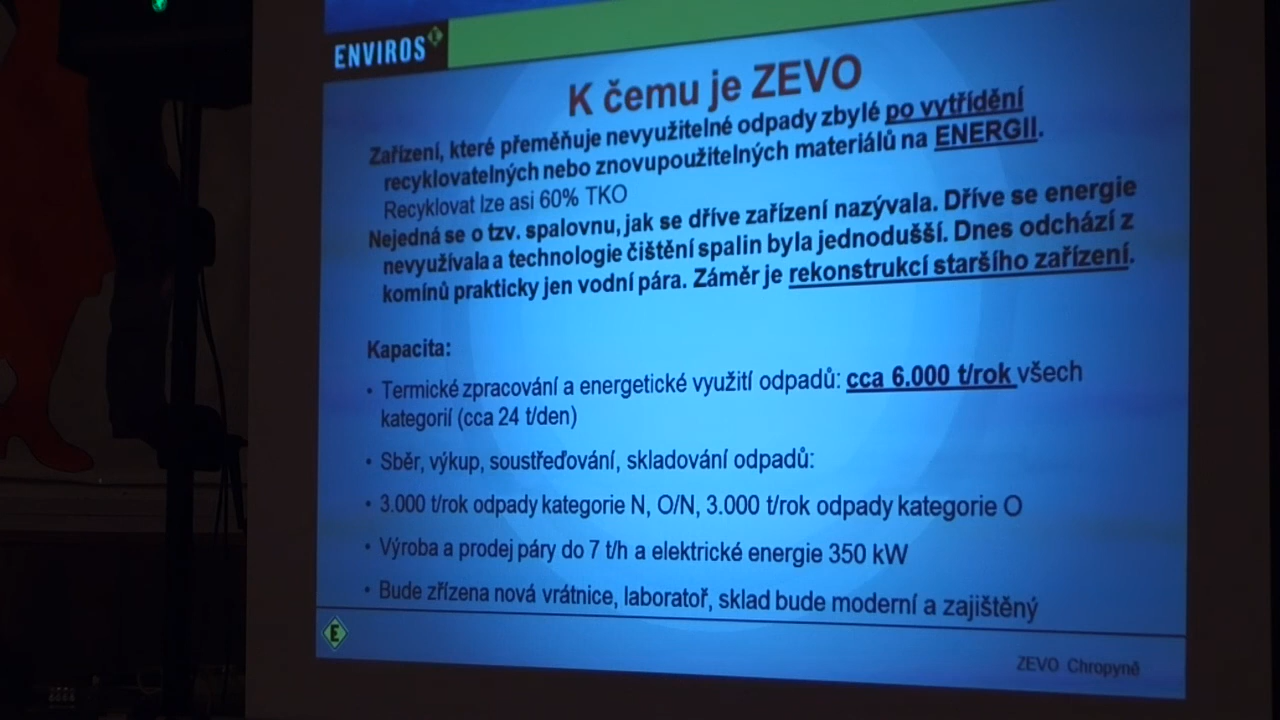 ENVIROS
K čemu je ZEVO
Zařízení, které přeměňuje nevyužitelné odpady zbylé po vytřídění
recyklovatelných nebo znovupoužitelných materiálů na ENERGII.
Recyklovat lze asi 60% TKO
Nejedná se o tzv. spalovnu, jak se dříve zařízení nazývala. Dříve se energie
nevyužívala a technologie čištění spalin byla jednodušší. Dnes odchází z
komínů prakticky jen vodní pára. Záměr je rekonstrukcí staršího zařízení.
Kapacita:
• Termické zpracování a energetické využití odpadů: cca 6.000 t/rok všech
kategorií (cca 24 t/den)
• Sběr, výkup, soustřeďování, skladování odpadů:
• 3.000 t/rok odpady kategorie N, O/N, 3.000 t/rok odpady kategorie O
• Výroba a prodej páry do 7 t/h a elektrické energie 350 kW
• Bude zřízena nová vrátnice, laboratoř, sklad bude moderní a zajištěný
E
ZEVO Chropyně